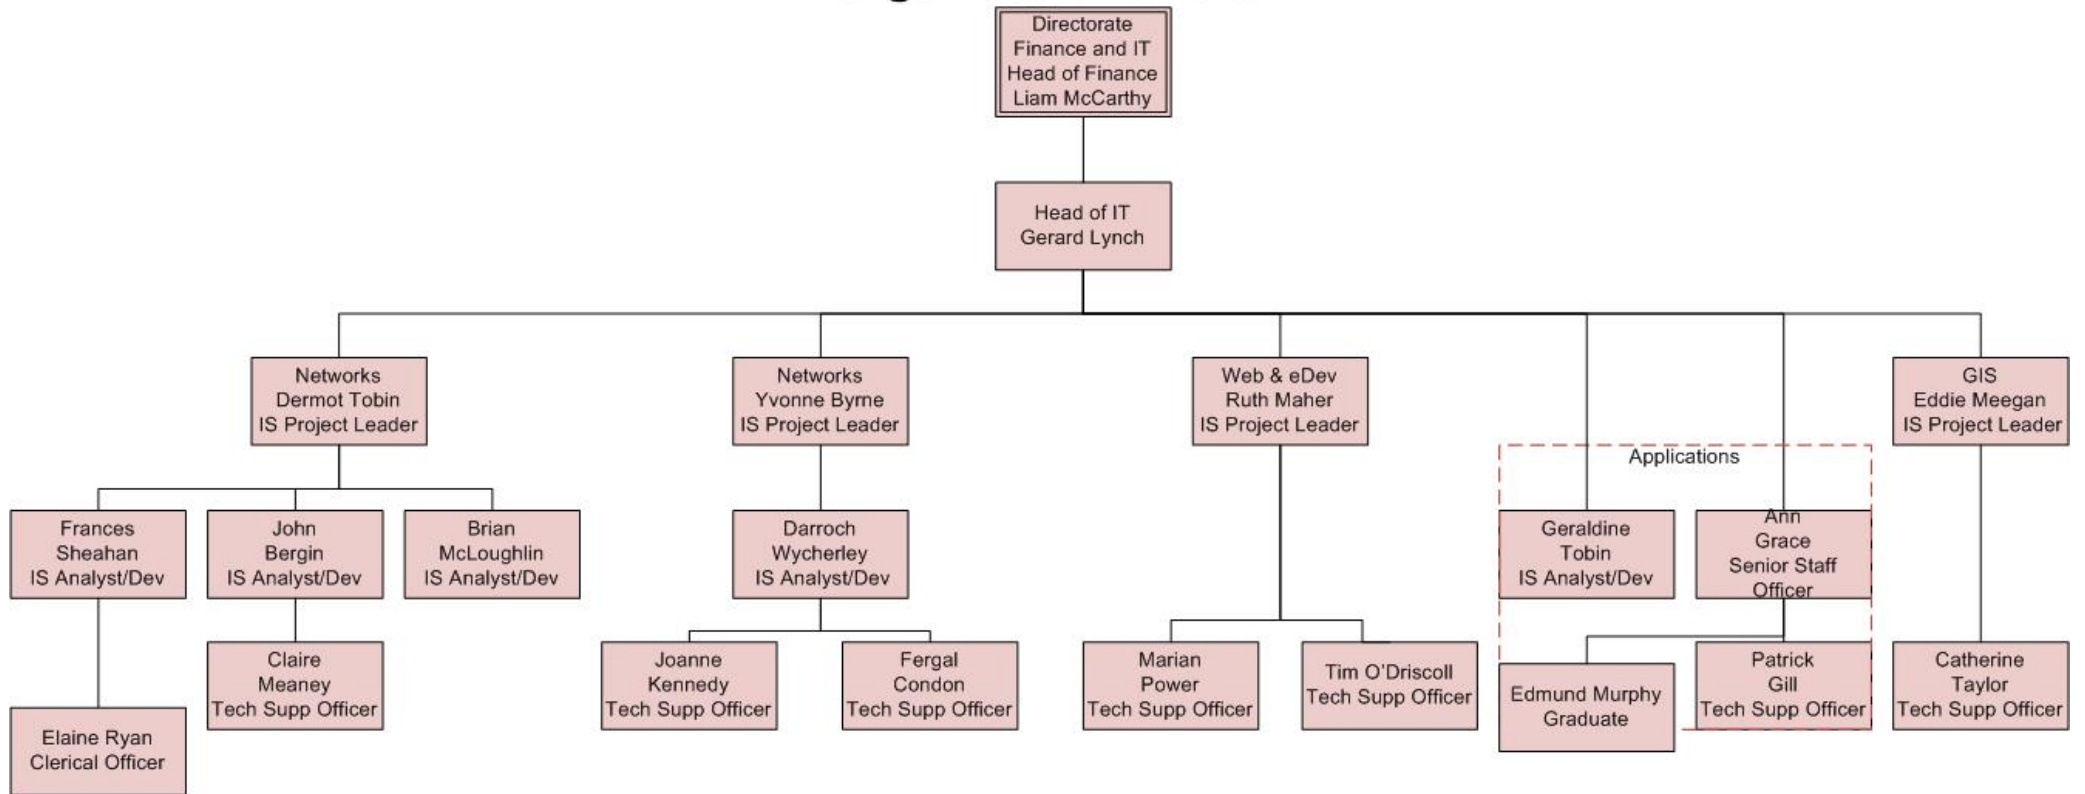 Directorate
Finance and IT
Head of Finance
Liam McCarthy
Head of IT
Gerard Lynch
Networks
Dermot Tobin
IS Project Leader
Networks
Yvonne Byrne
IS Project Leader
Web & eDev
Ruth Maher
IS Project Leader
GIS
Eddie Meegan
IS Project Leader
Applications
Frances
Sheahan
IS Analyst/Dev
John
Bergin
IS Analyst/Dev
Brian
McLoughlin
IS Analyst/Dev
Darroch
Wycherley
IS Analyst/Dev
Geraldine
Tobin
IS Analyst/Dev
Ann
Grace
Senior Staff
Officer
Claire
Meaney
Tech Supp Officer
Joanne
Kennedy
Tech Supp Officer
Fergal
Condon
Tech Supp Officer
Marian
Power
Tech Supp Officer
Tim O'Driscoll
Tech Supp Officer
Edmund Murphy
Graduate
Patrick
Gill
Tech Supp Officer
Catherine
Taylor
Tech Supp Officer
Elaine Ryan
Clerical Officer